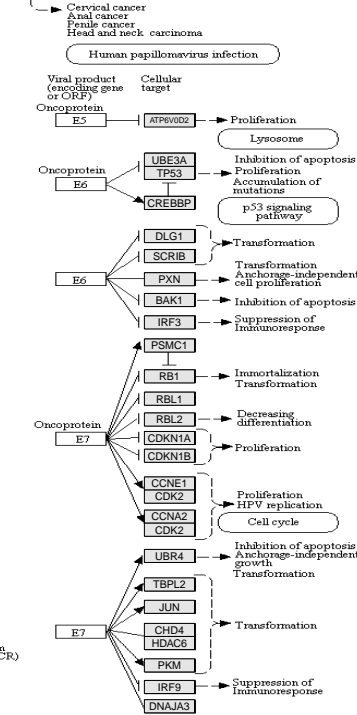 Cervical cancer
Anal cancer
Penile cancer
Head and neck carcinoma
Human papillomavirus infection
Viral product
(encoding gene
or ORF)
Cellular
target
Oncoprotein
E5
ATP6V0D2
Proliferation
Lysosome
Oncoprotein
E6
UBE3A
TP53
CREBBP
Inhibition of apoptosis
Proliferation
Accumulation of
mutations
p53 signaling
pathway
E6
DLG1
SCRIB
PXN
BAK1
IRF3
Transformation
Transformation
Anchorage-independent
cell proliferation
Inhibition of apoptosis
Suppression of
Immunoresponse
Oncoprotein
E7
PSMC1
RB1
RBL1
RBL2
CDKN1A
CDKN1B
CCNE1
CDK2
CCNA2
CDK2
Immortalization
Transformation
Decreasing
differentiation
Proliferation
Proliferation
HPV replication
Cell cycle
E7
UBR4
TBPL2
JUN
CHD4
HDAC6
PKM
IRF9
DNAJA3
Inhibition of apoptosis
Anchorage-independent
growth
Transformation
Transformation
Suppression of
Immunoresponse
CR)